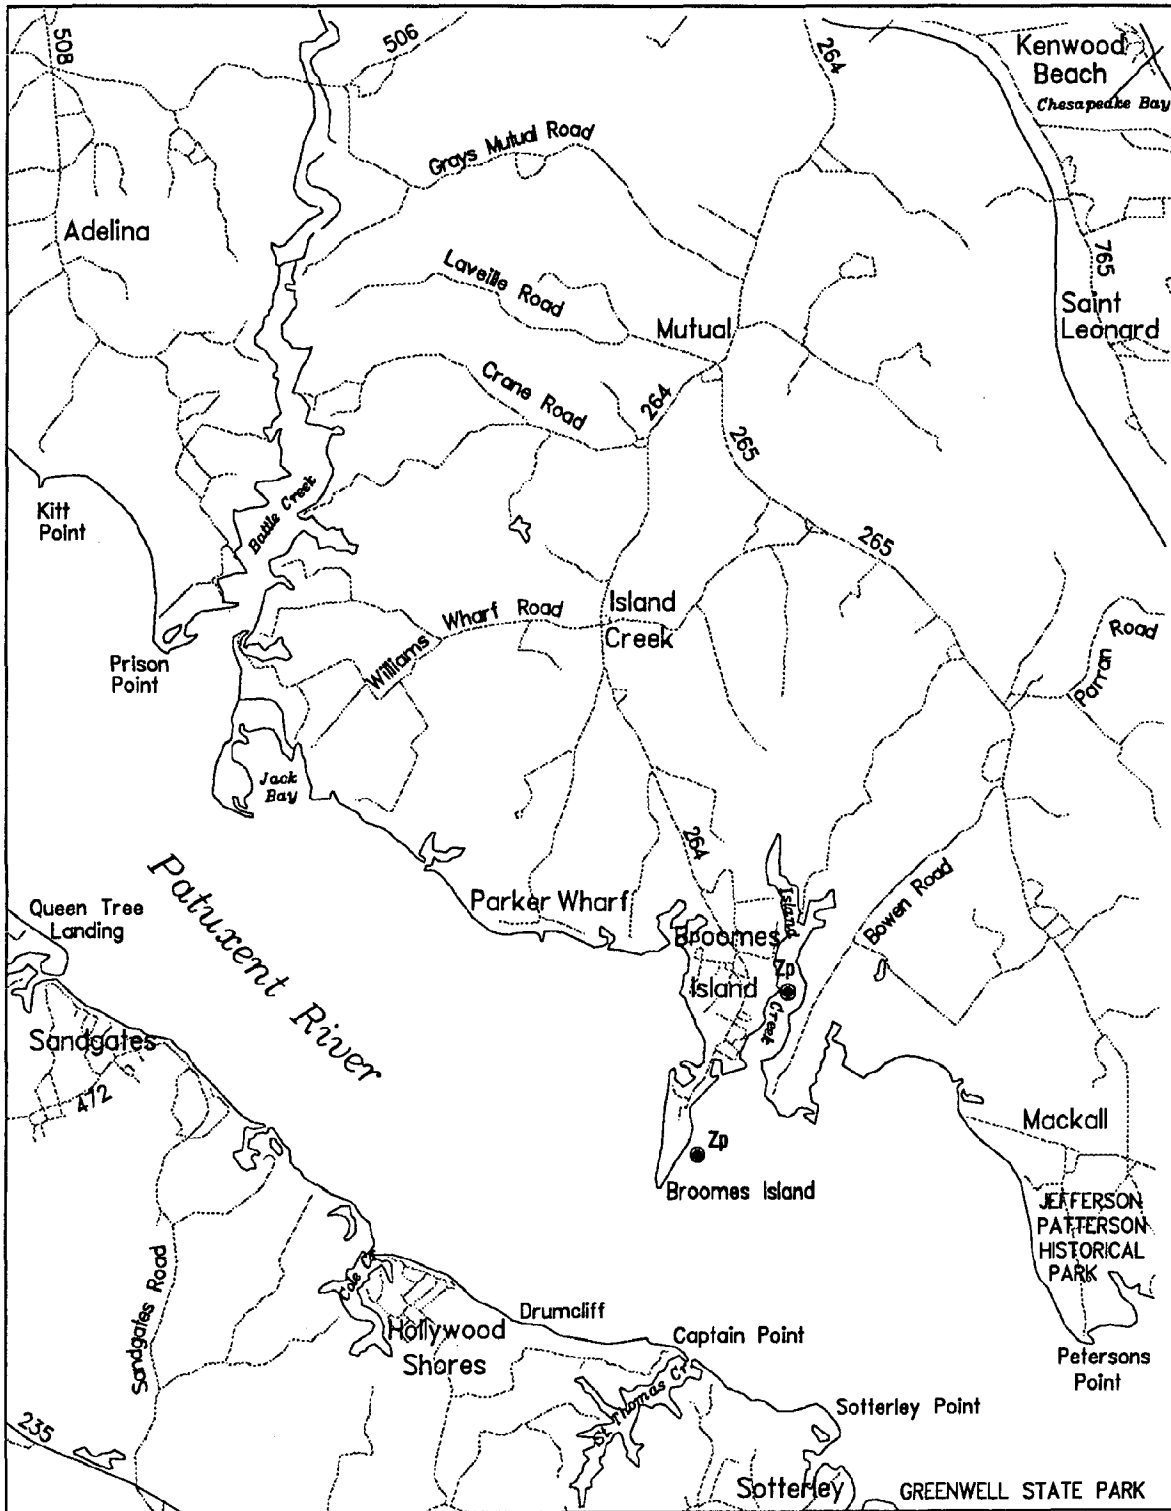 508
506
264
Kenwood
Beach
Chesapeake Bay
Grays Mutual Road
Adelina
765
Laveille Road
Mutual
Saint
Leonard
Crane Road
264
265
Kitt
Point
Battle Creek
265
Island
Creek
Williams Wharf Road
Parran Road
Prison
Point
Jack
Bay
264
Patuxent River
Parker Wharf
Bowen Road
Queen Tree
Landing
Broomes
Island
Island Creek
Zp
Sandgates
472
Mackall
Zp
Broomes Island
JEFFERSON
PATTERSON
HISTORICAL
PARK
Sandgates Road
Cole Cr
Drumcliff
Hollywood
Shores
Captain Point
Petersons
Point
St Thomas Cr
Sotterley Point
235
Sotterley
GREENWELL STATE PARK